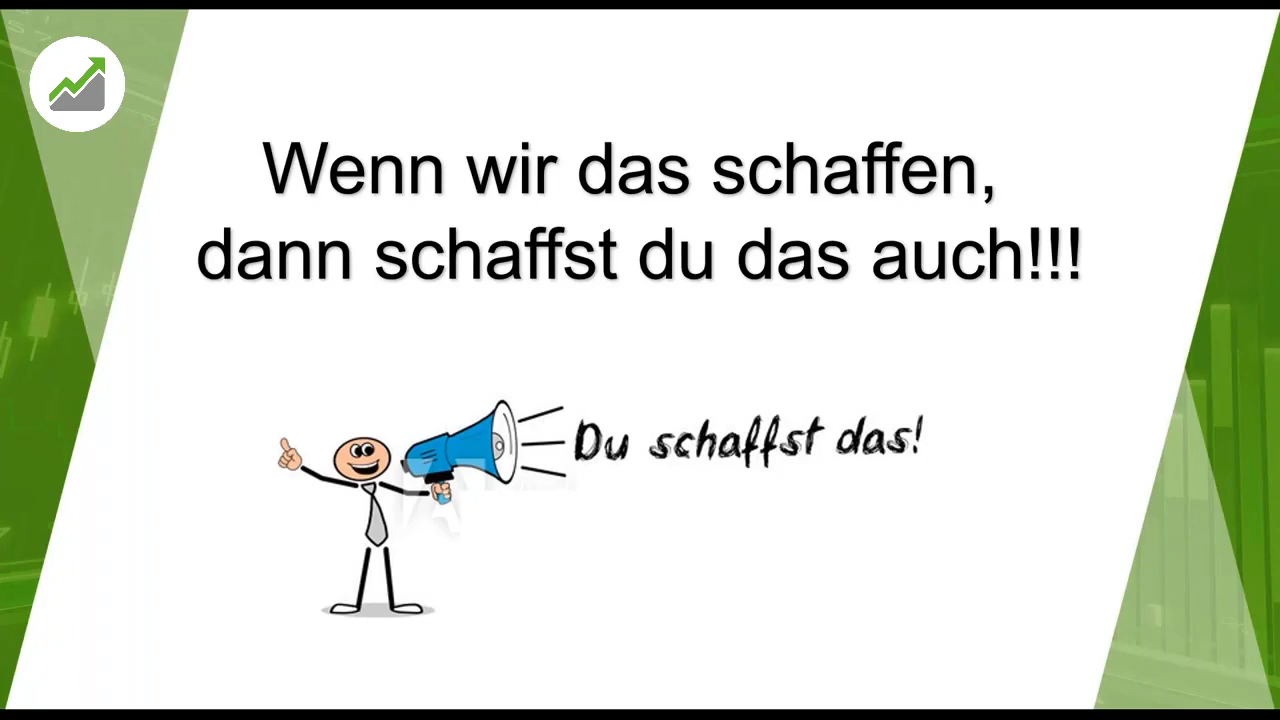 Wenn wir das schaffen,
dann schaffst du das auch!!!
Du schaffst das!